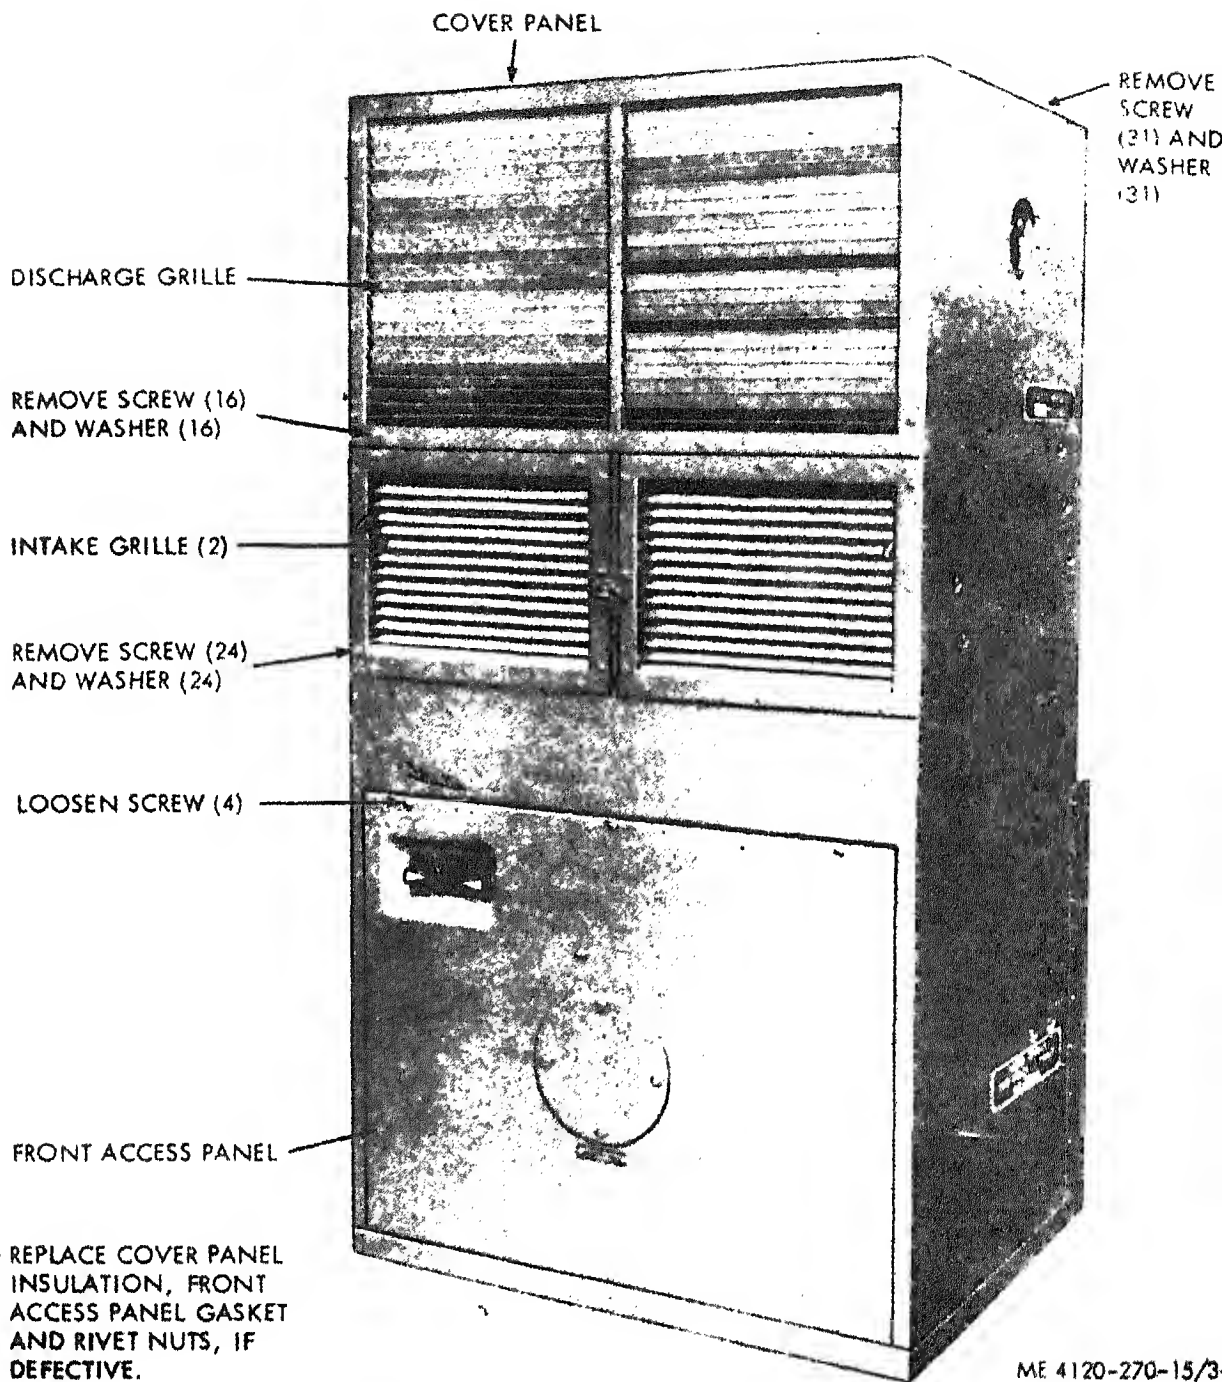 COVER PANEL
REMOVE
SCREW
(31) AND
WASHER
(31)
DISCHARGE GRILLE
REMOVE SCREW (16)
AND WASHER (16)
INTAKE GRILLE (2)
REMOVE SCREW (24)
AND WASHER (24)
LOOSEN SCREW (4)
FRONT ACCESS PANEL
REPLACE COVER PANEL
INSULATION, FRONT
ACCESS PANEL GASKET
AND RIVET NUTS, IF
DEFECTIVE.
ME 4120-270-15/3-